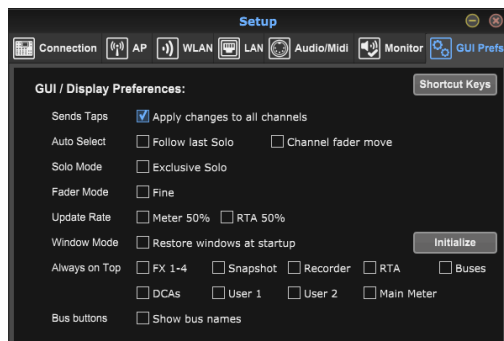 Setup
Connection AP WLAN LAN Audio/Midi Monitor GUI Prefs
GUI / Display Preferences: Shortcut Keys
Sends Taps Apply changes to all channels
Auto Select Follow last Solo Channel fader move
Solo Mode Exclusive Solo
Fader Mode Fine
Update Rate Meter 50% RTA 50%
Window Mode Restore windows at startup Initialize
Always on Top FX 1-4 Snapshot Recorder RTA Buses
DCAs User 1 User 2 Main Meter
Bus buttons Show bus names